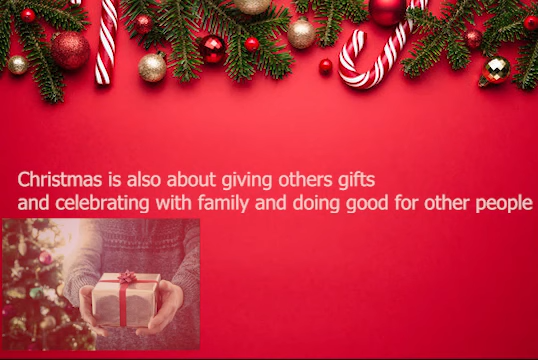 Christmas is also about giving others gifts
and celebrating with family and doing good for other people